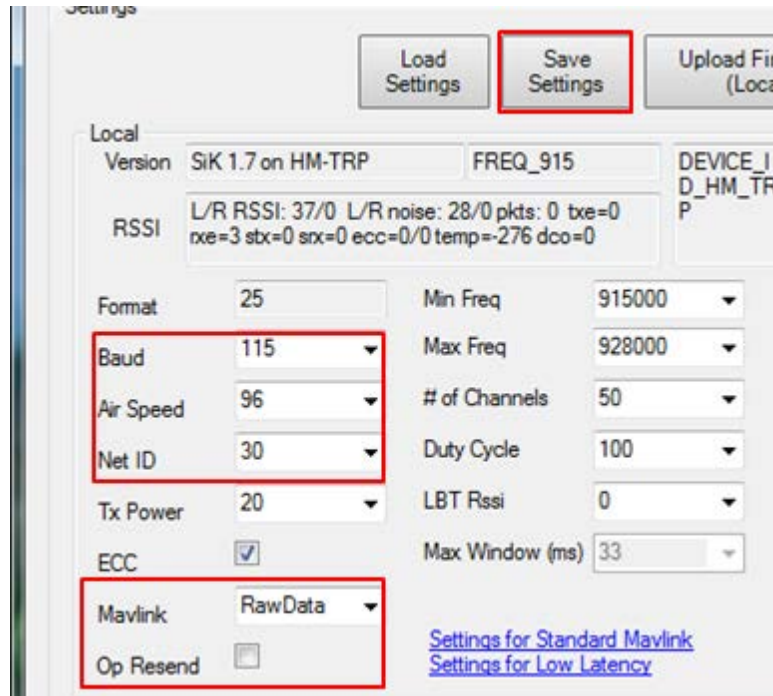 Settings
Load
Settings
Save
Settings
Local
Version SiK 1.7 on HM-TRP FREQ_915 DEVICE_I
D_HM_TR
P
RSSI L/R RSSI: 37/0 L/R noise: 28/0 pkts: 0 txe=0
rxe=3 stx=0 srx=0 ecc=0/0 temp=-276 dco=0
Format 25 Min Freq 915000
Baud 115 Max Freq 928000
Air Speed 96 # of Channels 50
Net ID 30 Duty Cycle 100
Tx Power 20 LBT Rssi 0
ECC Max Window (ms) 33
Mavlink RawData
Settings for Standard Mavlink
Op Resend Settings for Low Latency
Upload